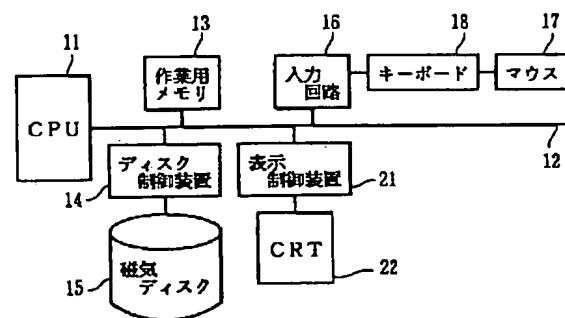 13
16
18
17
11
作業用
メモリ
入力
回路
キーボード
マウス
CPU
12
ディスク
制御装置
表示
制御装置
14
21
磁気
ディスク
CRT
15
22